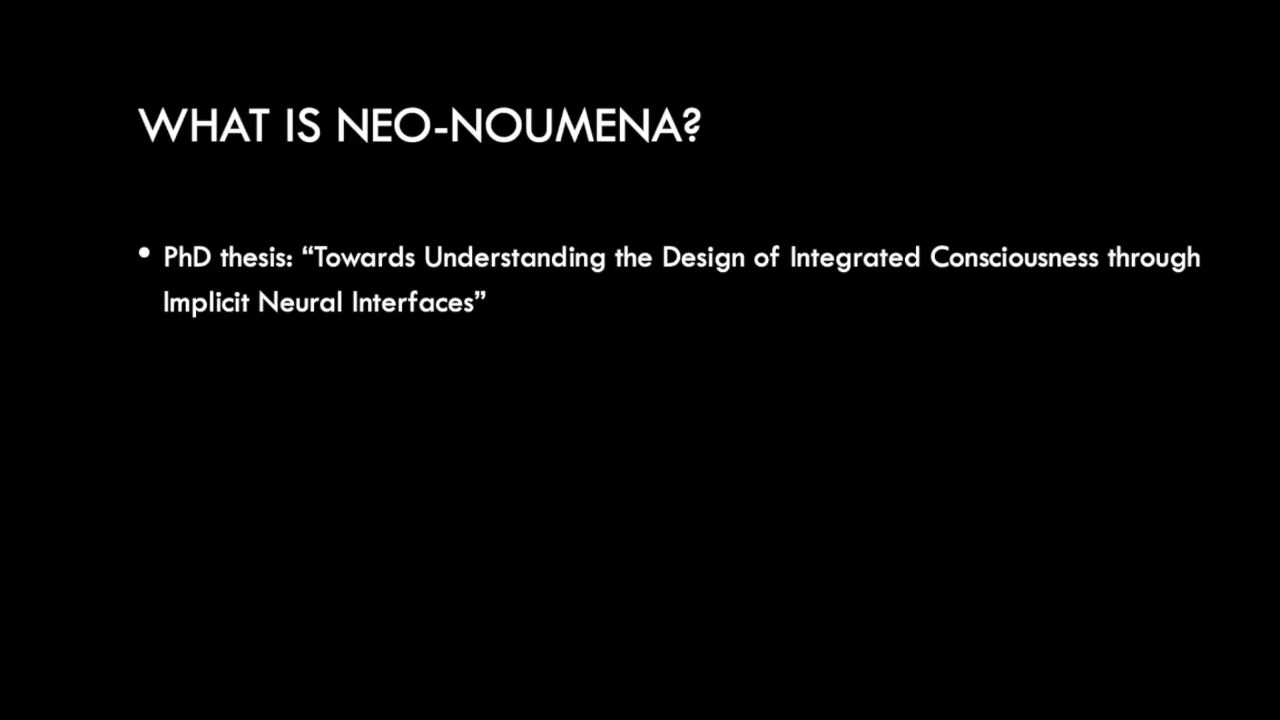 WHAT IS NEO-NOUMENA?
• PhD thesis: “Towards Understanding the Design of Integrated Consciousness through
Implicit Neural Interfaces”